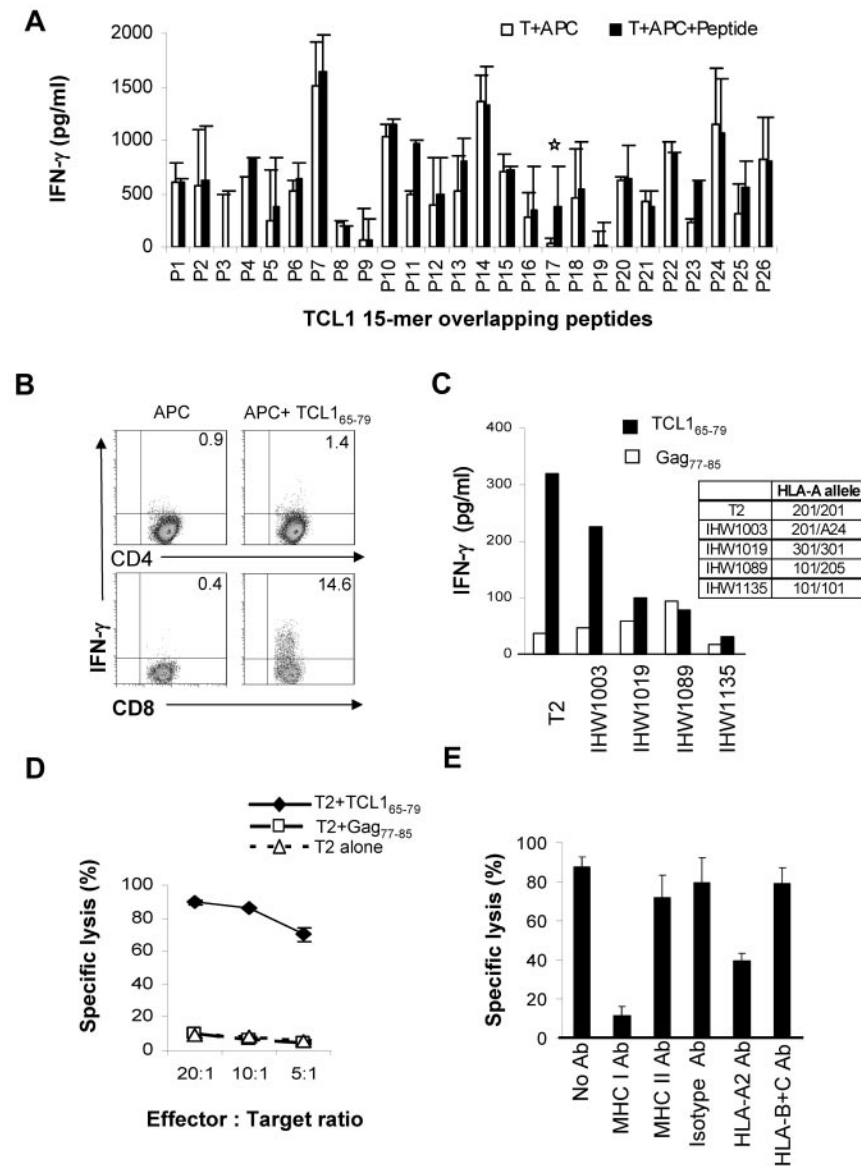 A
T+APC T+APC+Peptide
2000
1500
1000
500
0
IFN-γ (pg/ml)
☆
P1 P2 P3 P4 P5 P6 P7 P8 P9 P10 P11 P12 P13 P14 P15 P16 P17 P18 P19 P20 P21 P22 P23 P24 P25 P26
TCL1 15-mer overlapping peptides
B
APC APC+ TCL1₆₅₋₇₉
0.9 1.4
CD4
0.4 14.6
IFN-γ
CD8
C
TCL1₆₅₋₇₉
Gag₇₇₋₈₅
400
300
200
100
0
IFN-γ (pg/ml)
T2 IHW1003 IHW1019 IHW1089 IHW1135
HLA-A allele
T2 201/201
IHW1003 201/A24
IHW1019 301/301
IHW1089 101/205
IHW1135 101/101
D
T2+TCL1₆₅₋₇₉
T2+Gag₇₇₋₈₅
T2 alone
100
80
60
40
20
0
Specific lysis (%)
20:1 10:1 5:1
Effector : Target ratio
E
100
80
60
40
20
0
Specific lysis (%)
No Ab MHC I Ab MHC II Ab Isotype Ab HLA-A2 Ab HLA-B+C Ab